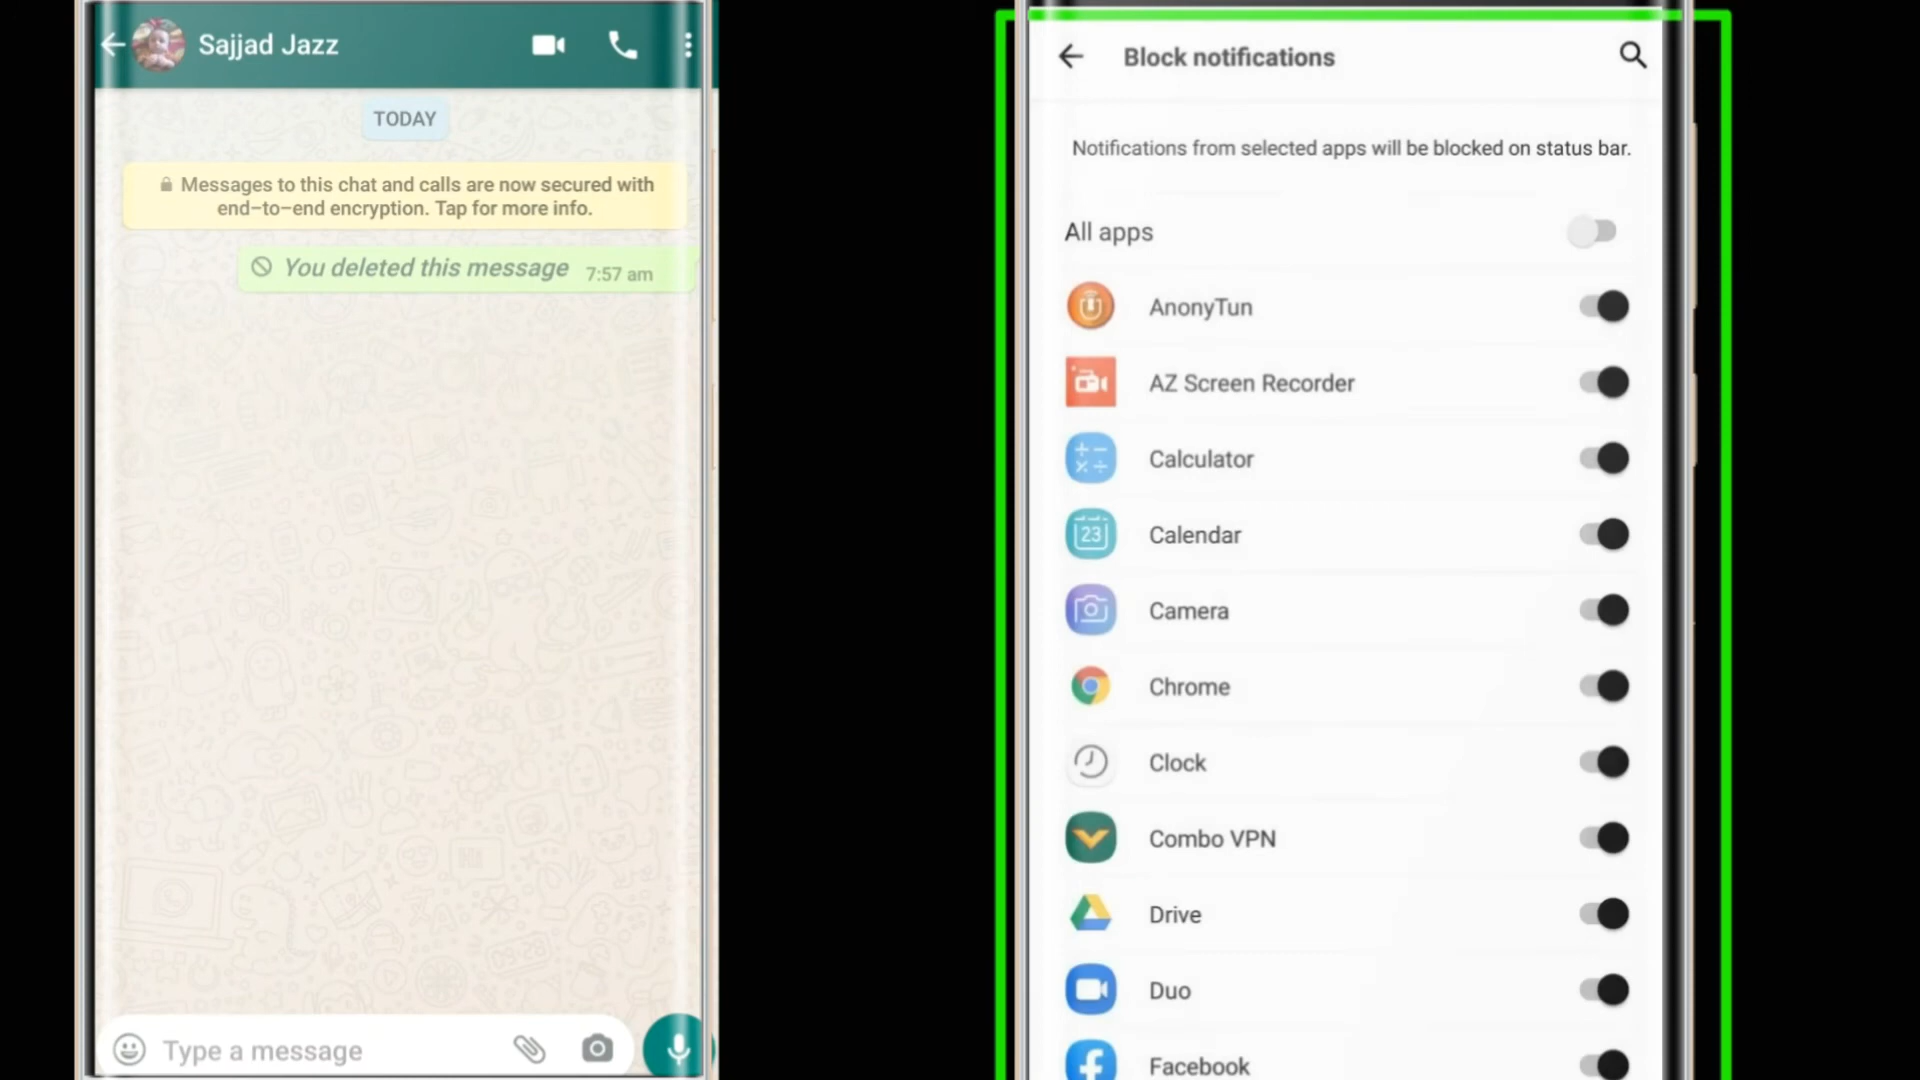 Sajjad Jazz
TODAY
Messages to this chat and calls are now secured with
end-to-end encryption. Tap for more info.
You deleted this message 7:57 am
Type a message
Block notifications
Notifications from selected apps will be blocked on status bar.
All apps
AnonyTun
AZ Screen Recorder
Calculator
23
Calendar
Camera
Chrome
Clock
Combo VPN
Drive
Duo
Facebook